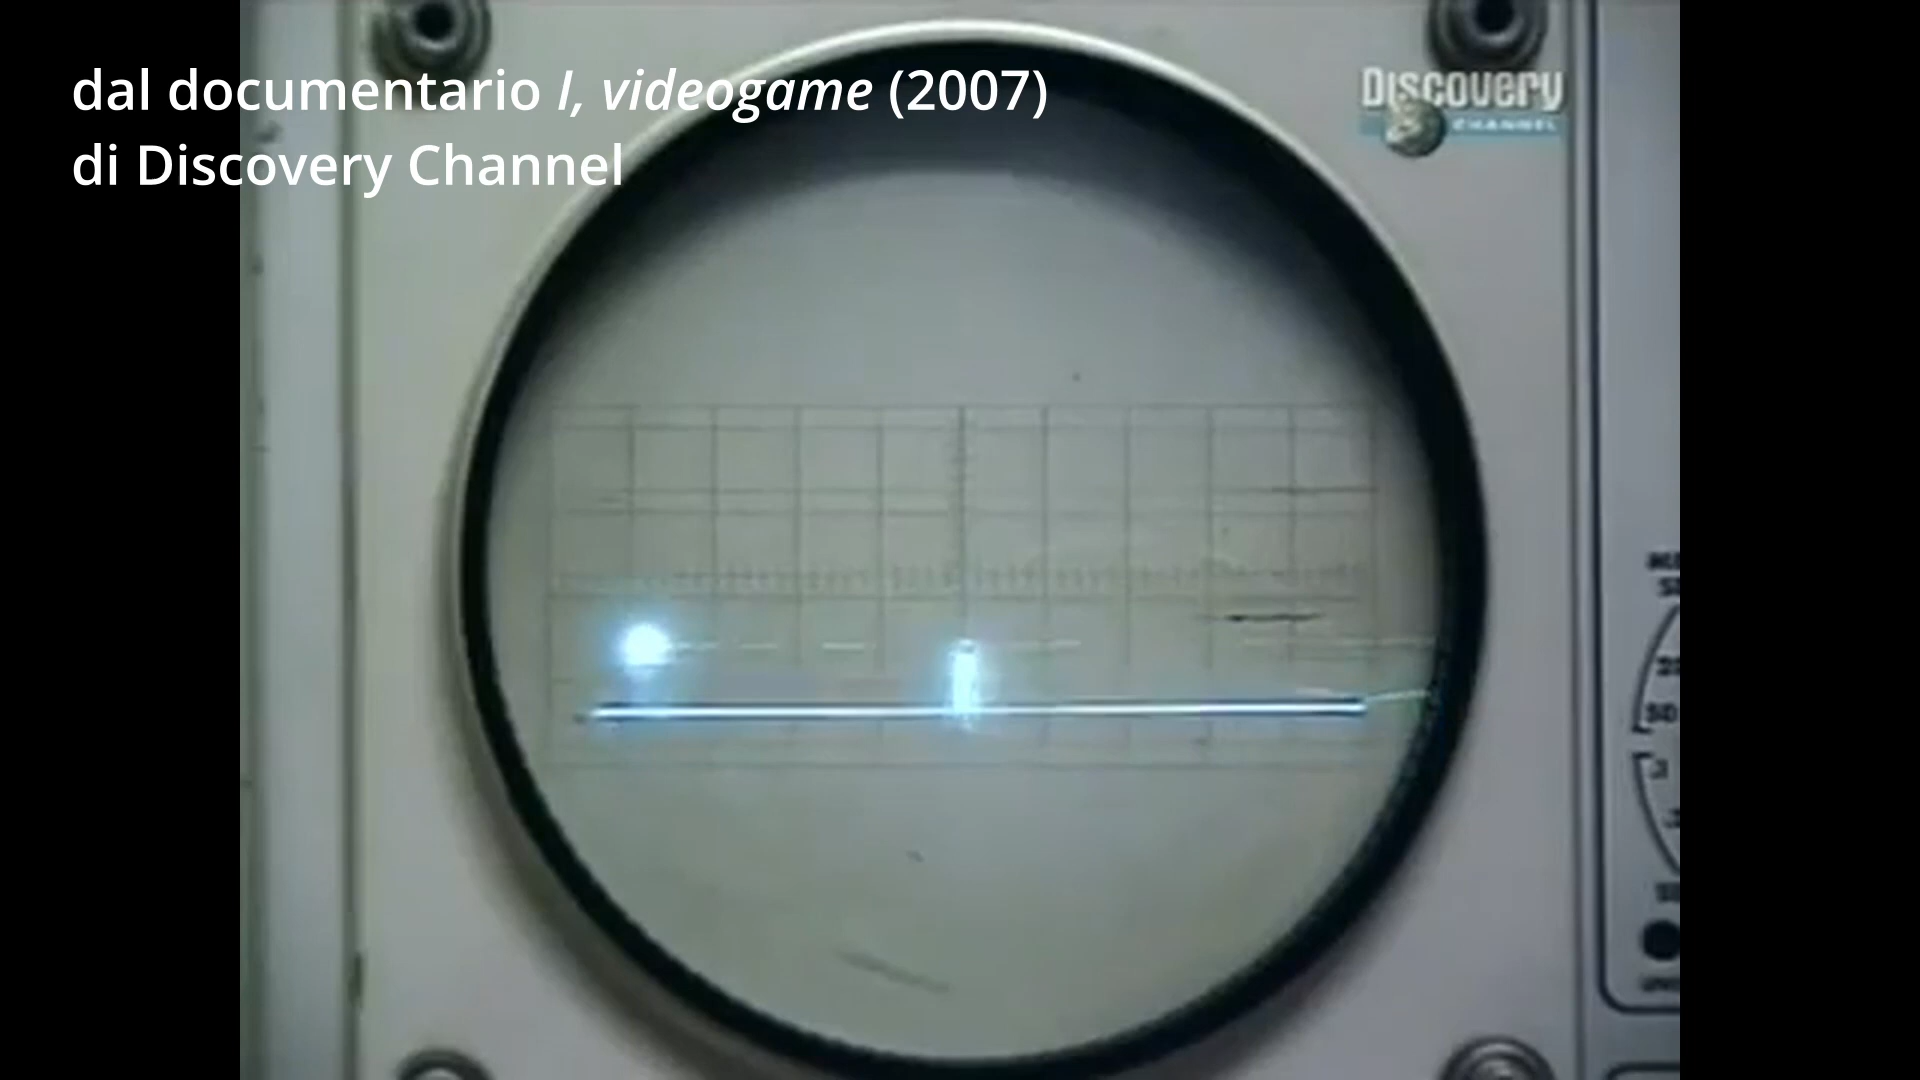 dal documentario I, videogame (2007)
di Discovery Channel
Discovery
CHANNEL